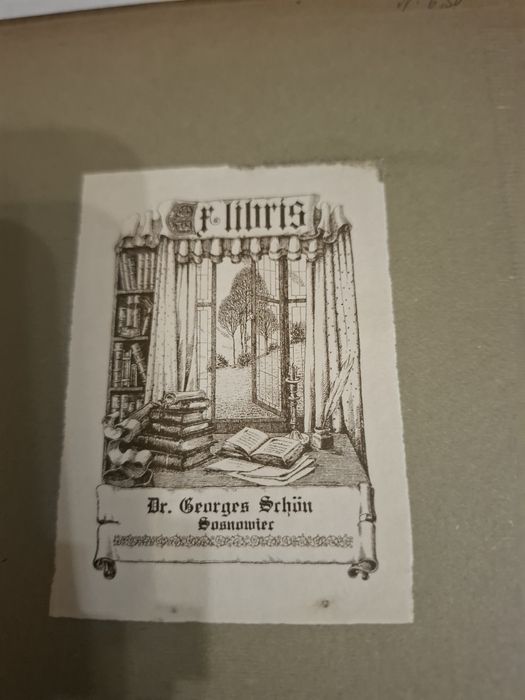 Ex libris
Dr. Georges Schön
Sosnowiec